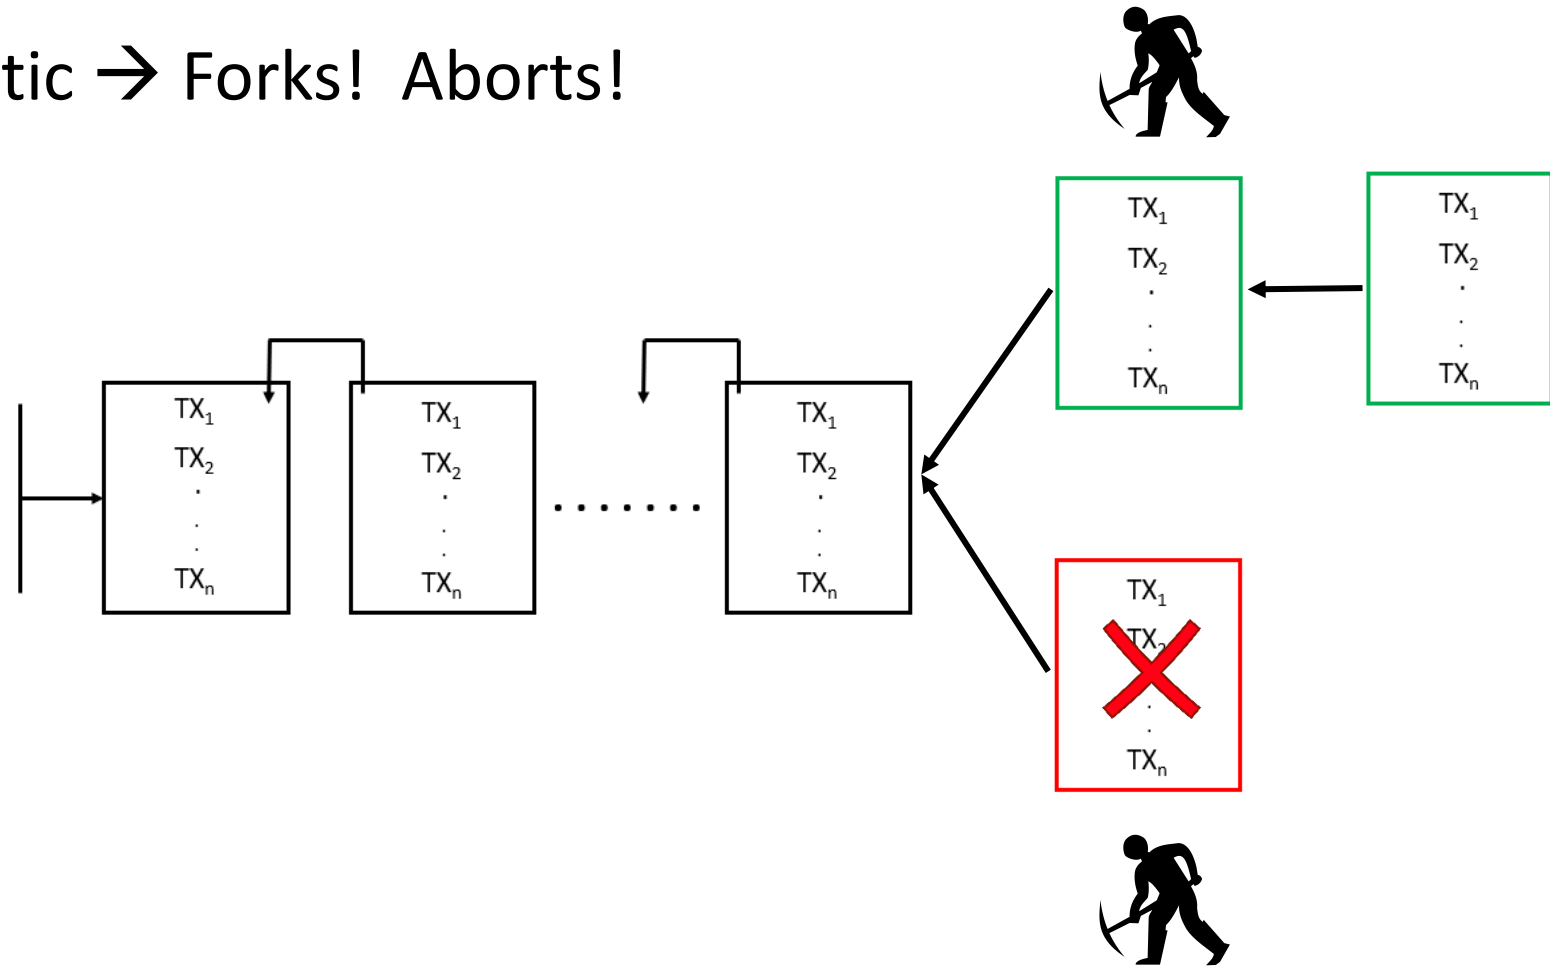 tic → Forks! Aborts!
TX₁
TX₂
.
.
.
TXₙ
TX₁
TX₂
.
.
.
TXₙ
.......
TX₁
TX₂
.
.
.
TXₙ
TX₁
TX₂
.
.
.
TXₙ
TX₁
TX₂
.
.
.
TXₙ
TX₁
TX₂
.
.
TXₙ